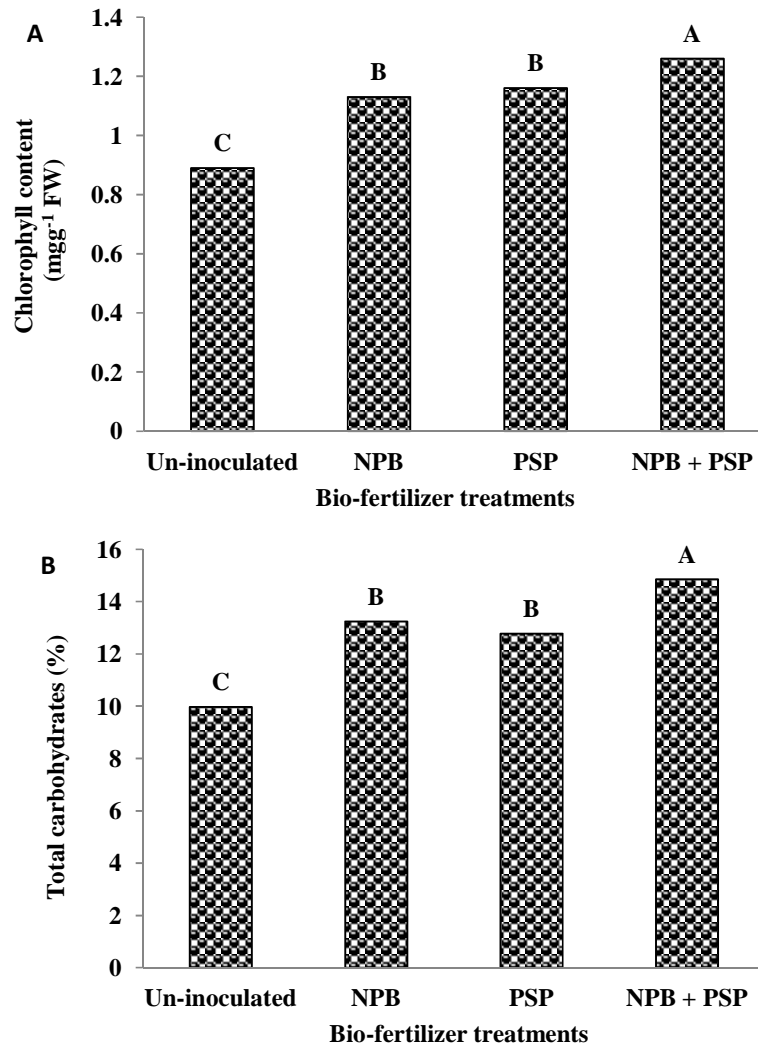 A
1.4
1.2
1
0.8
0.6
0.4
0.2
0
Chlorophyll content
(mgg⁻¹ FW)
C
B
B
A
Un-inoculated NPB PSP NPB + PSP
Bio-fertilizer treatments
B
16
14
12
10
8
6
4
2
0
Total carbohydrates (%)
C
B
B
A
Un-inoculated NPB PSP NPB + PSP
Bio-fertilizer treatments